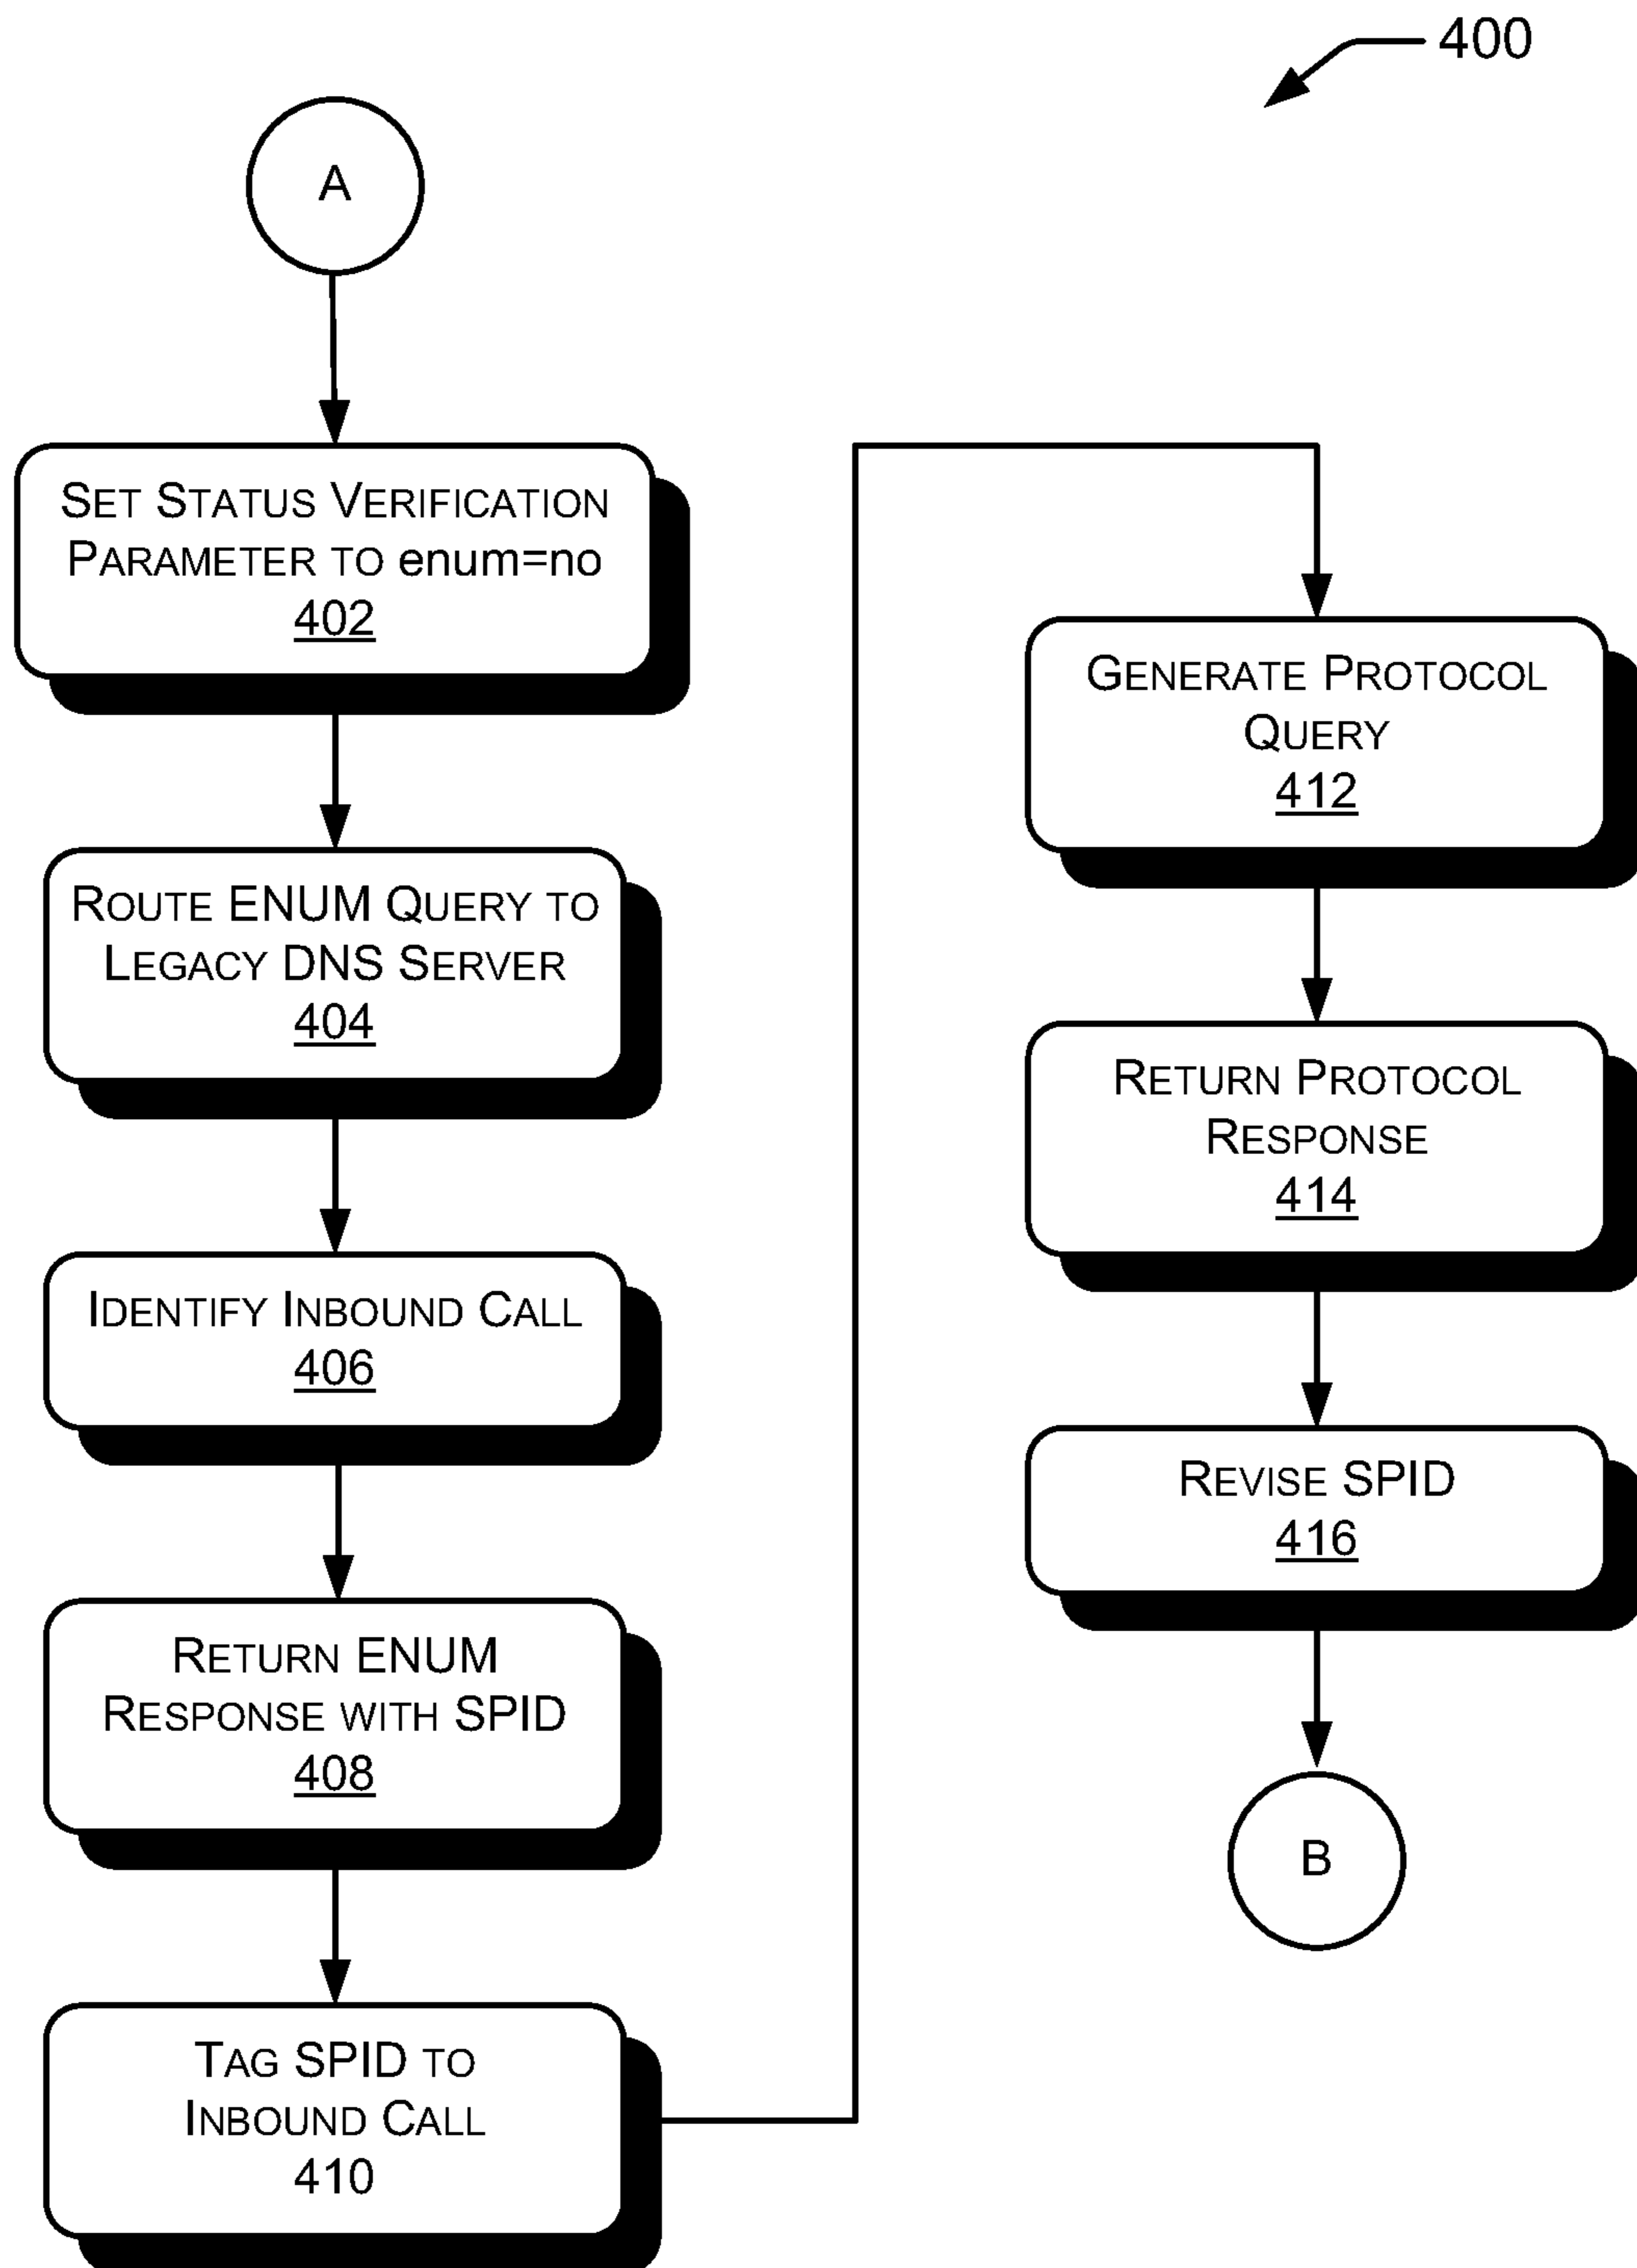 400
A
SET STATUS VERIFICATION
PARAMETER TO enum=no
402
ROUTE ENUM QUERY TO
LEGACY DNS SERVER
404
IDENTIFY INBOUND CALL
406
RETURN ENUM
RESPONSE WITH SPID
408
TAG SPID TO
INBOUND CALL
410
GENERATE PROTOCOL
QUERY
412
RETURN PROTOCOL
RESPONSE
414
REVISE SPID
416
B